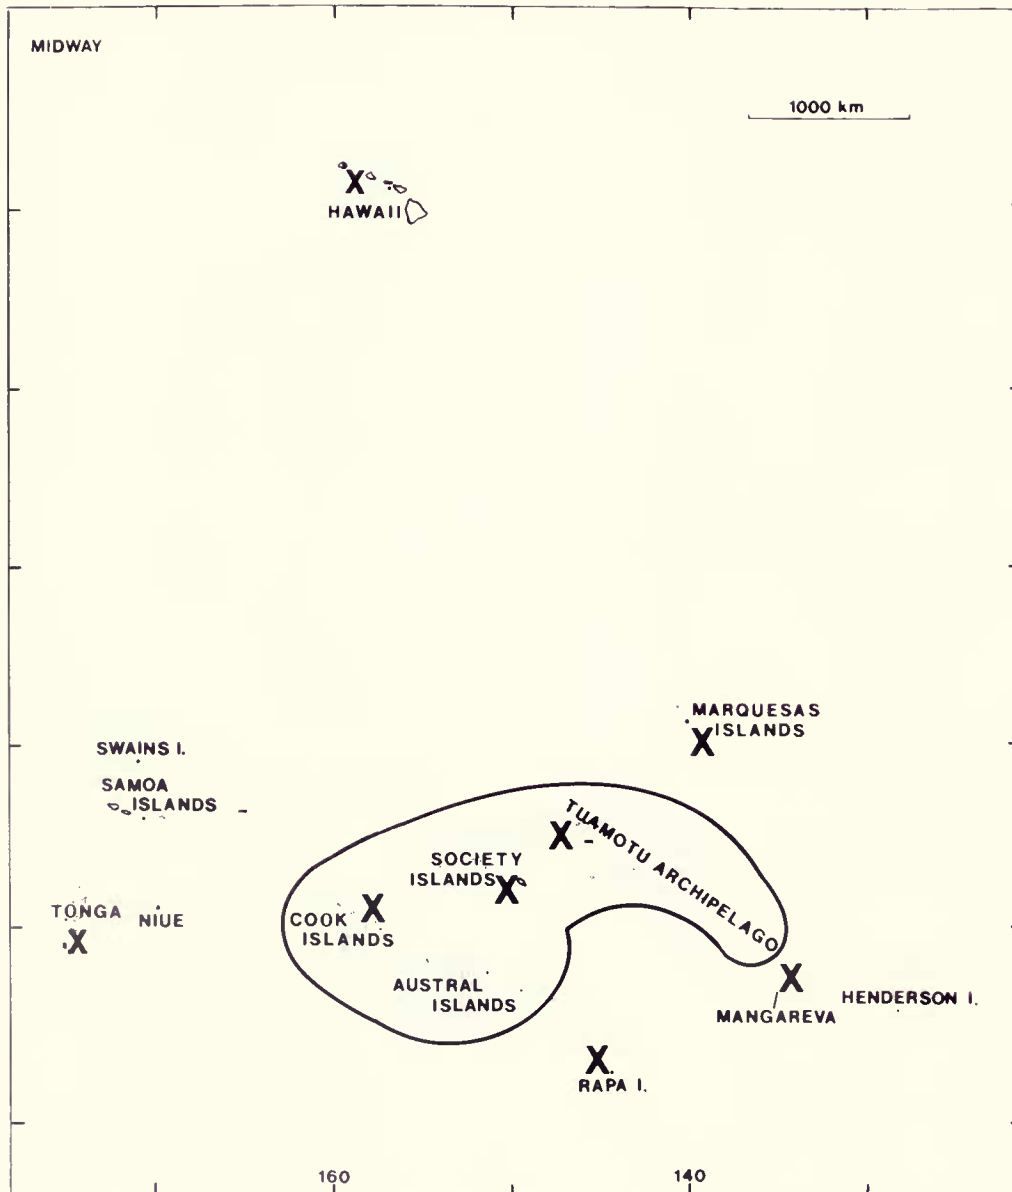 MIDWAY
1000 km
X
HAWAII
MARQUESAS
X ISLANDS
SWAINS I.
SAMOA
ISLANDS
X TUAMOTU ARCHIPELAGO
SOCIETY
ISLANDS X
TONGA NIUE
X
COOK X
ISLANDS
AUSTRAL
ISLANDS
X
MANGAREVA
HENDERSON I.
X
RAPA I.
160 140